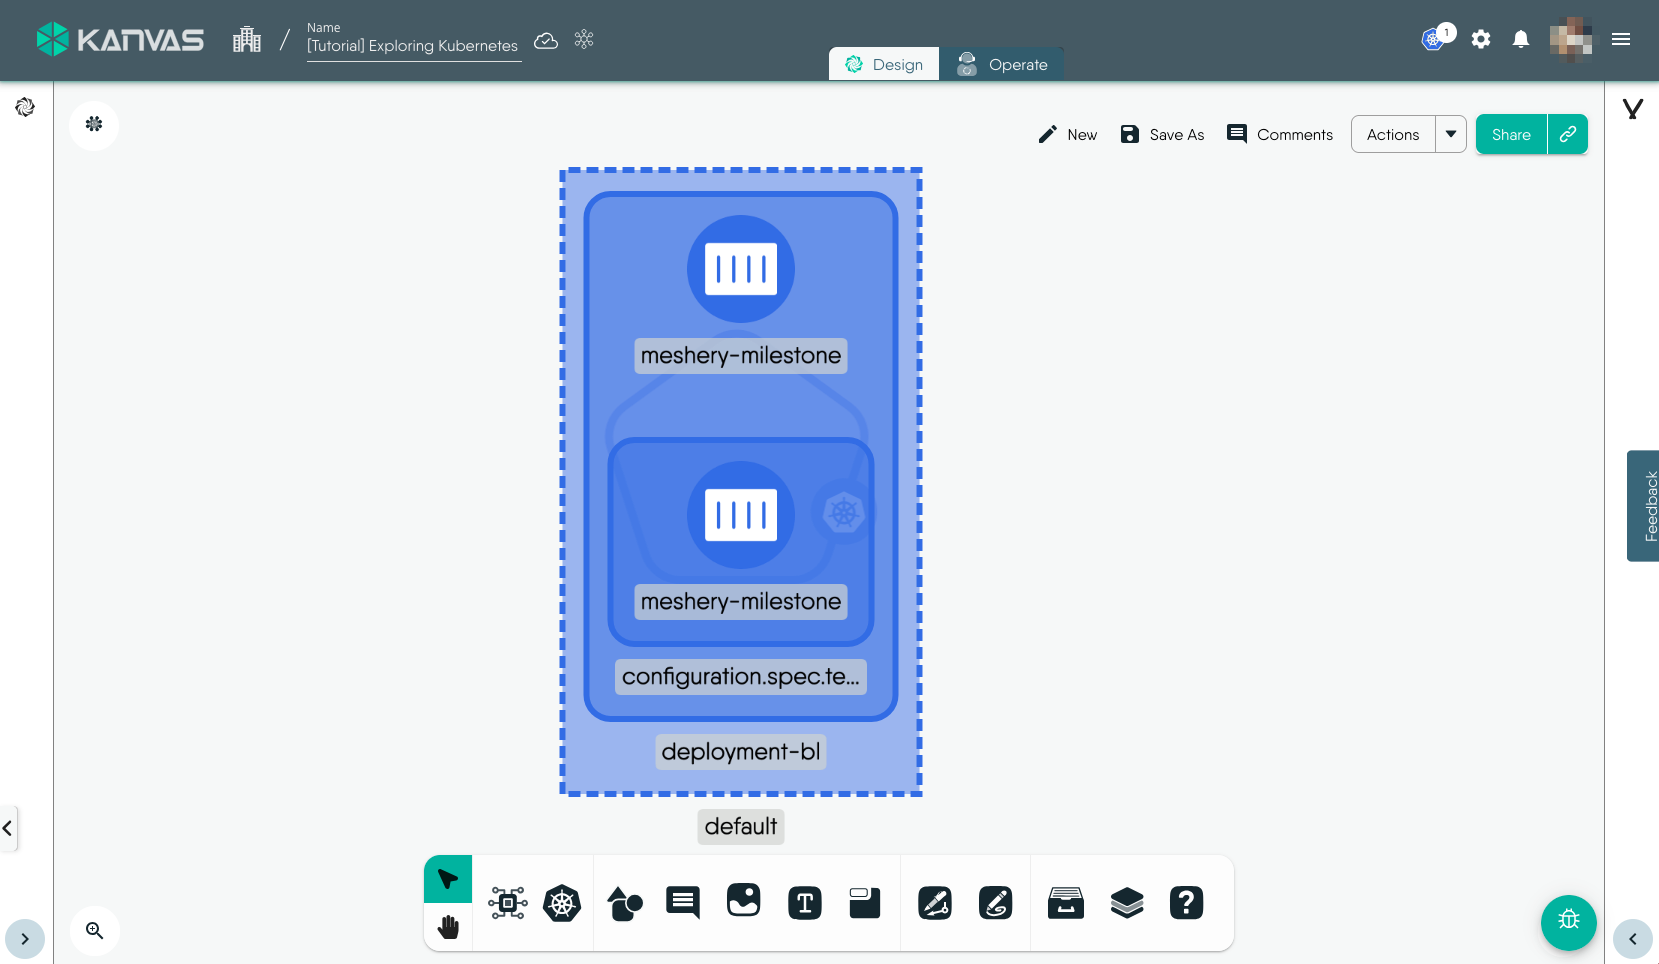 KANVAS
Name
[Tutorial] Exploring Kubernetes
1
Design
Operate
New
Save As
Comments
Actions
Share
meshery-milestone
meshery-milestone
configuration.spec.te...
deployment-bl
default
Feedback
T
?